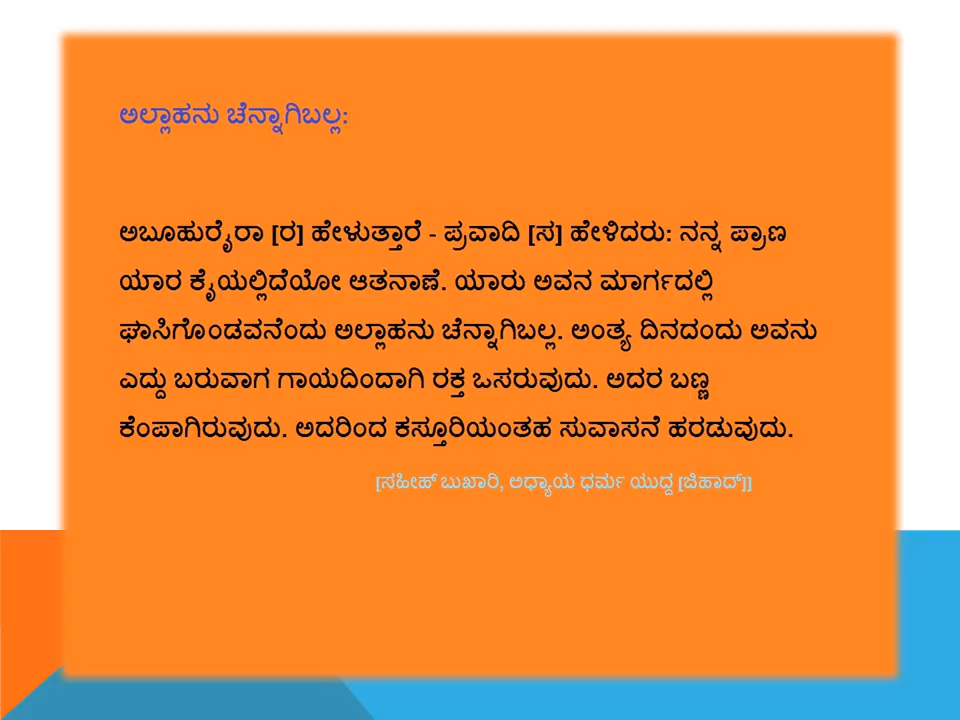 ಅಲ್ಲಾಹನು ಚೆನ್ನಾಗಿಬಲ್ಲ:
ಅಬೂಹುರೈರಾ [ರ] ಹೇಳುತ್ತಾರೆ - ಪ್ರವಾದಿ [ಸ] ಹೇಳಿದರು: ನನ್ನ ಪ್ರಾಣ
ಯಾರ ಕೈಯಲ್ಲಿದೆಯೋ ಆತನಾಣೆ. ಯಾರು ಅವನ ಮಾರ್ಗದಲ್ಲಿ
ಘಾಸಿಗೊಂಡವನೆಂದು ಅಲ್ಲಾಹನು ಚೆನ್ನಾಗಿಬಲ್ಲ. ಅಂತ್ಯ ದಿನದಂದು ಅವನು
ಎದ್ದು ಬರುವಾಗ ಗಾಯದಿಂದಾಗಿ ರಕ್ತ ಒಸರುವುದು. ಅದರ ಬಣ್ಣ
ಕೆಂಪಾಗಿರುವುದು. ಅದರಿಂದ ಕಸ್ತೂರಿಯಂತಹ ಸುವಾಸನೆ ಹರಡುವುದು.
[ಸಹೀಹ್ ಬುಖಾರಿ, ಅಧ್ಯಾಯ ಧರ್ಮ ಯುದ್ದ [ಜಿಹಾದ್]]